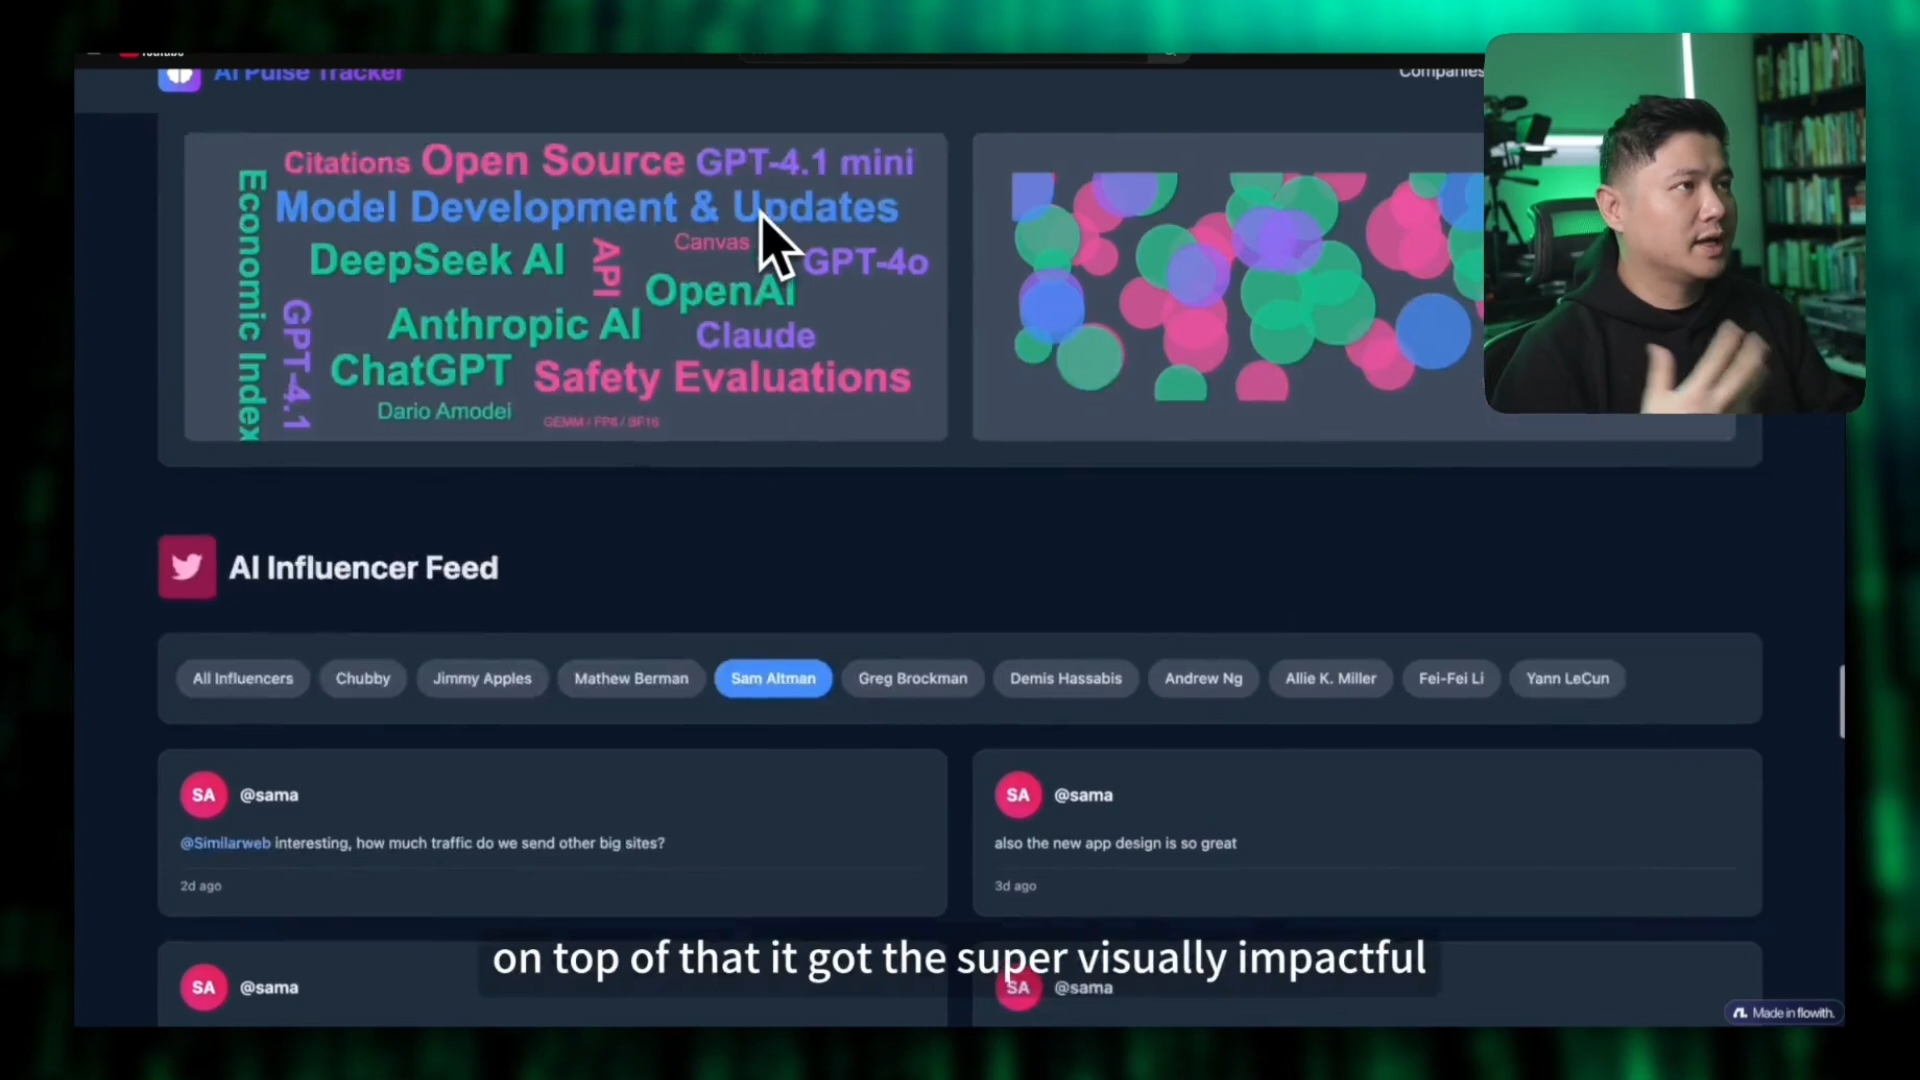 YouTube
AI Pulse Tracker
Companies
Citations Open Source GPT-4.1 mini
Economic Index
Model Development & Updates
DeepSeek AI
API
Canvas
GPT-4o
OpenAI
GPT-4.1
Anthropic AI
Claude
ChatGPT
Safety Evaluations
Dario Amodei
GEMM / FP8 / BF16
AI Influencer Feed
All Influencers Chubby Jimmy Apples Mathew Berman Sam Altman Greg Brockman Demis Hassabis Andrew Ng Allie K. Miller Fei-Fei Li Yann LeCun
SA @sama
@Similarweb interesting, how much traffic do we send other big sites?
2d ago
SA @sama
also the new app design is so great
3d ago
on top of that it got the super visually impactful
SA @sama
SA @sama
Made in flowith.